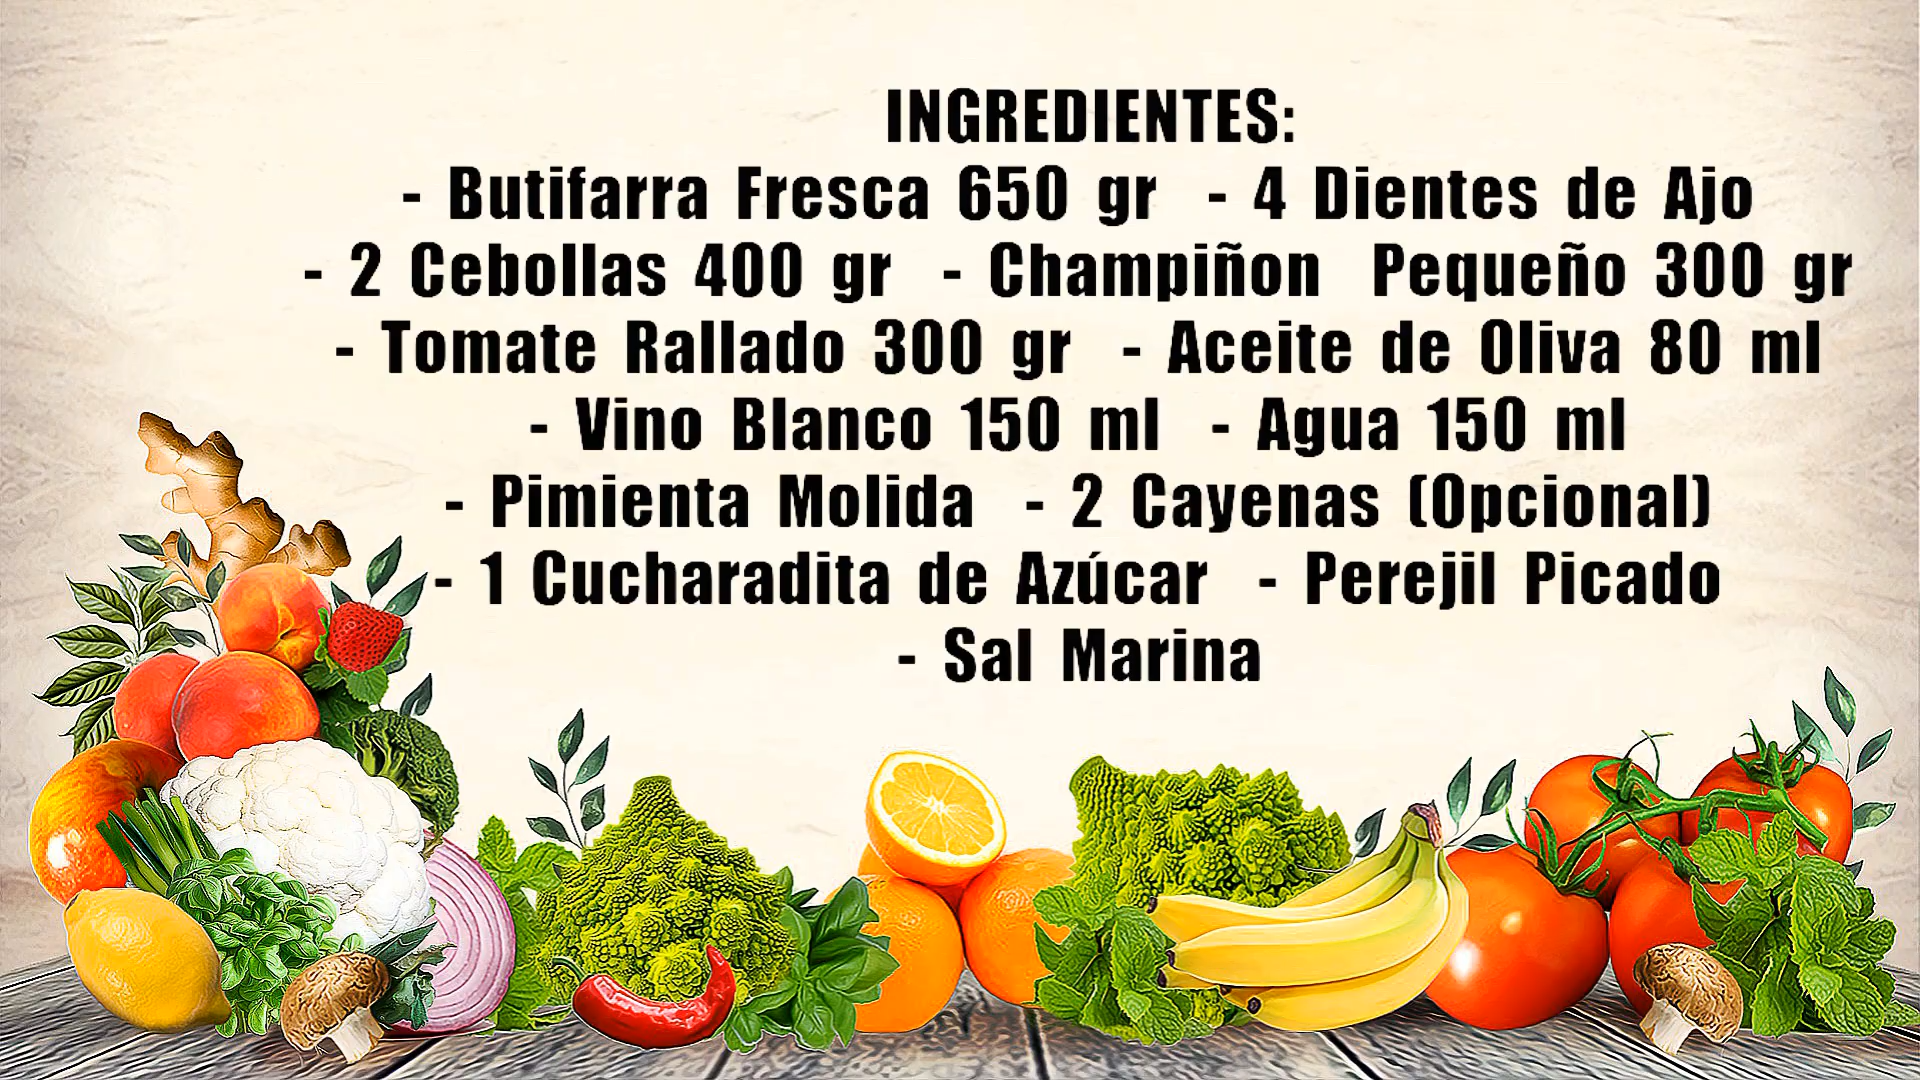 INGREDIENTES:
- Butifarra Fresca 650 gr - 4 Dientes de Ajo
- 2 Cebollas 400 gr - Champiñon Pequeño 300 gr
- Tomate Rallado 300 gr - Aceite de Oliva 80 ml
- Vino Blanco 150 ml - Agua 150 ml
- Pimienta Molida - 2 Cayenas (Opcional)
- 1 Cucharadita de Azúcar - Perejil Picado
- Sal Marina